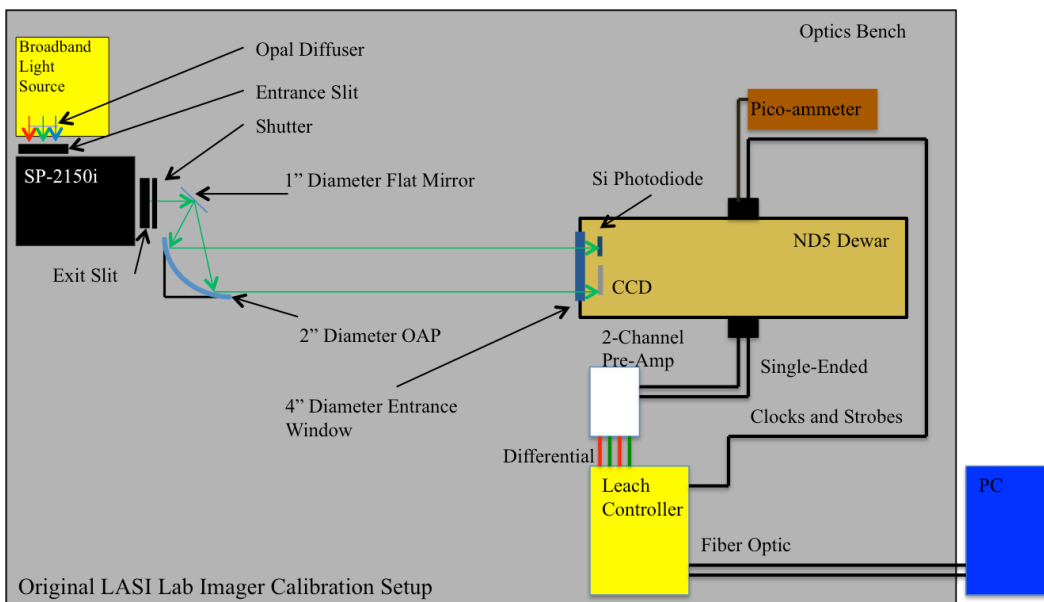 Broadband
Light
Source
Opal Diffuser
Optics Bench
Entrance Slit
Shutter
Pico-ammeter
SP-2150i
1” Diameter Flat Mirror
Si Photodiode
ND5 Dewar
Exit Slit
CCD
2” Diameter OAP
2-Channel
Pre-Amp
Single-Ended
4” Diameter Entrance
Window
Clocks and Strobes
Differential
Leach
Controller
PC
Fiber Optic
Original LASI Lab Imager Calibration Setup